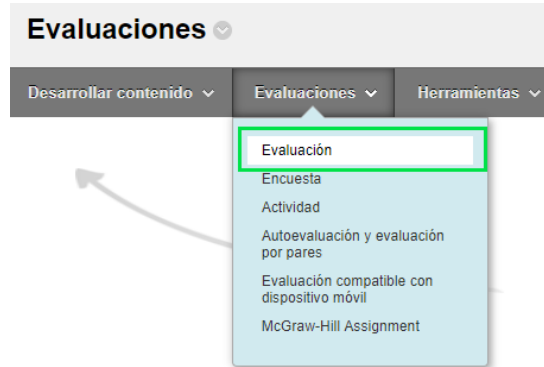 Evaluaciones
Desarrollar contenido Evaluaciones Herramientas
Evaluación
Encuesta
Actividad
Autoevaluación y evaluación
por pares
Evaluación compatible con
dispositivo móvil
McGraw-Hill Assignment